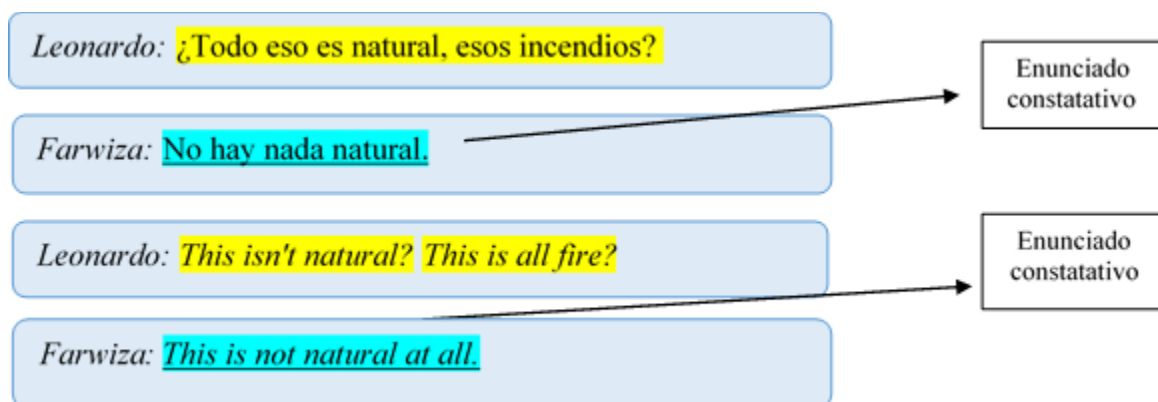 Leonardo: ¿Todo eso es natural, esos incendios?
Enunciado
constatativo
Farwiza: No hay nada natural.
Leonardo: This isn't natural? This is all fire?
Enunciado
constatativo
Farwiza: This is not natural at all.